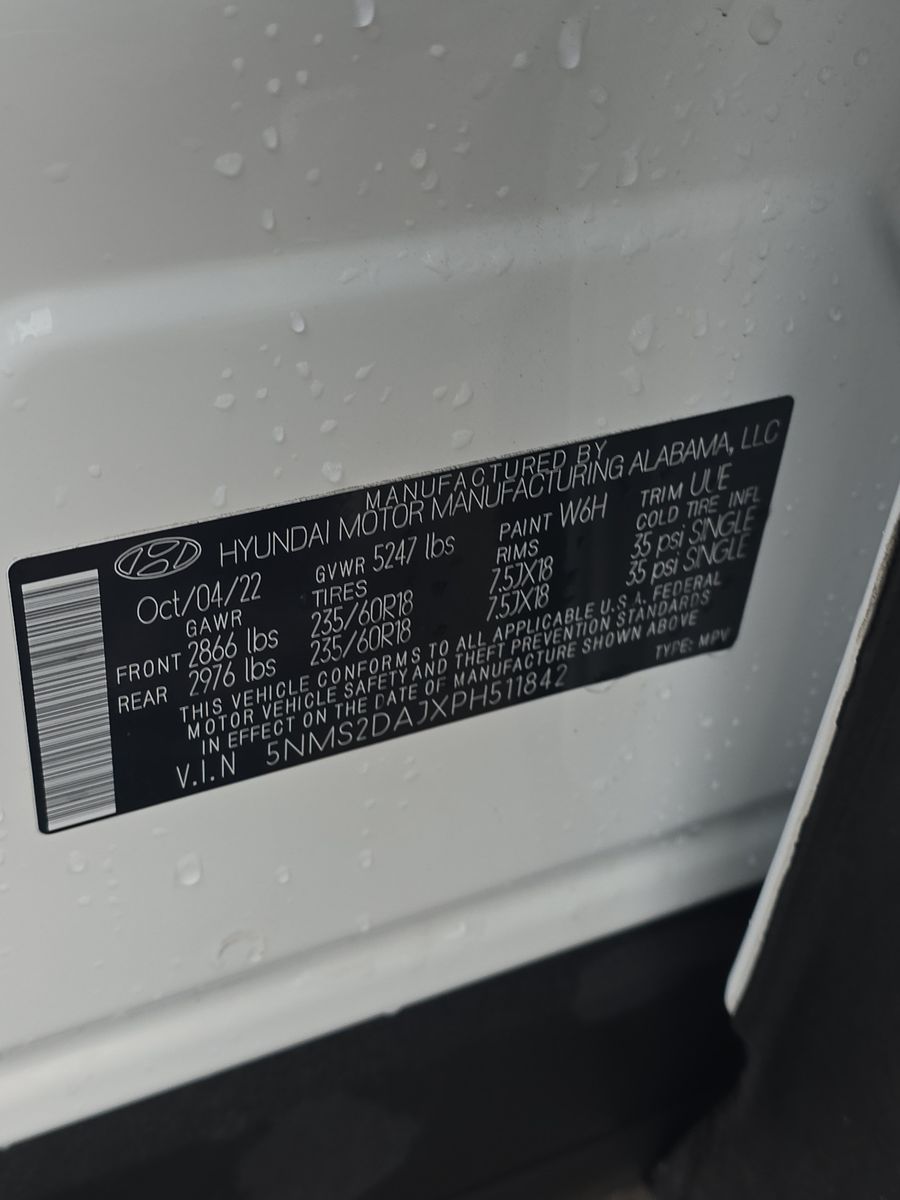 MANUFACTURED BY
HYUNDAI MOTOR MANUFACTURING ALABAMA, LLC
Oct/04/22 GVWR 5247 lbs PAINT W6H TRIM UUE
GAWR TIRES RIMS COLD TIRE INFL
FRONT 2866 lbs 235/60R18 7.5JX18 35 psi SINGLE
REAR 2976 lbs 235/60R18 7.5JX18 35 psi SINGLE
THIS VEHICLE CONFORMS TO ALL APPLICABLE U.S.A. FEDERAL
MOTOR VEHICLE SAFETY AND THEFT PREVENTION STANDARDS
IN EFFECT ON THE DATE OF MANUFACTURE SHOWN ABOVE
V.I.N 5NMS2DAJXPH511842 TYPE: MPV